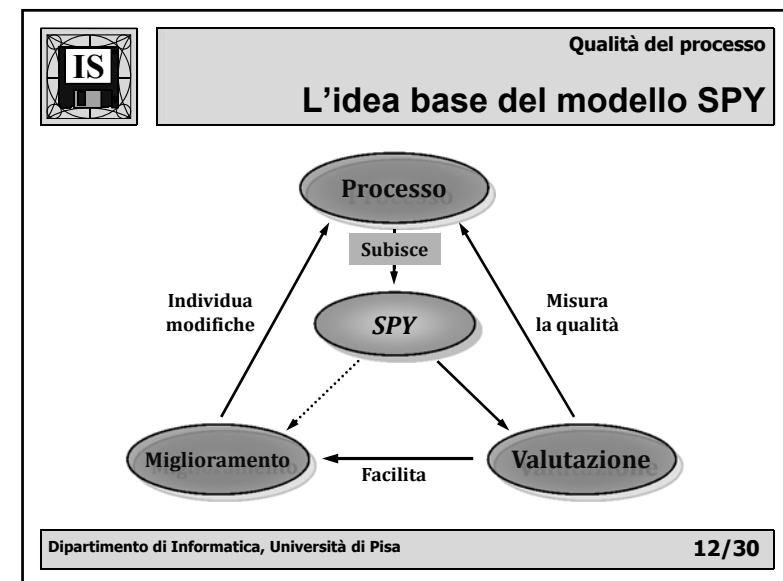 IS
Qualità del processo
L'idea base del modello SPY
Processo
Subisce
Individua
modifiche
SPY
Misura
la qualità
Miglioramento
Facilita
Valutazione
Dipartimento di Informatica, Università di Pisa
12/30